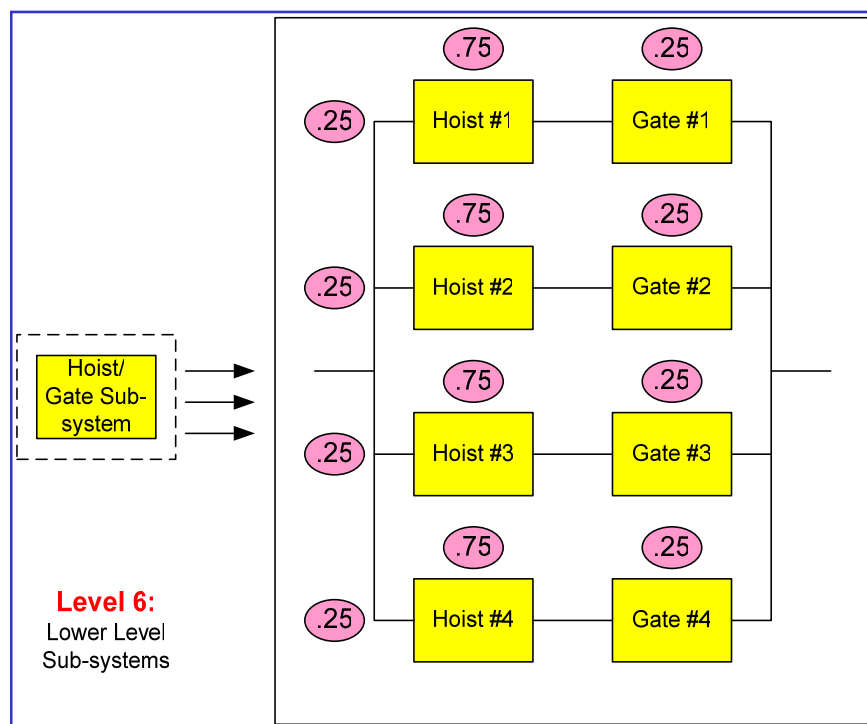 .75 .25
.25 Hoist #1 Gate #1
.75 .25
.25 Hoist #2 Gate #2
Hoist/
Gate Sub-
system
.75 .25
.25 Hoist #3 Gate #3
.75 .25
.25 Hoist #4 Gate #4
Level 6:
Lower Level
Sub-systems